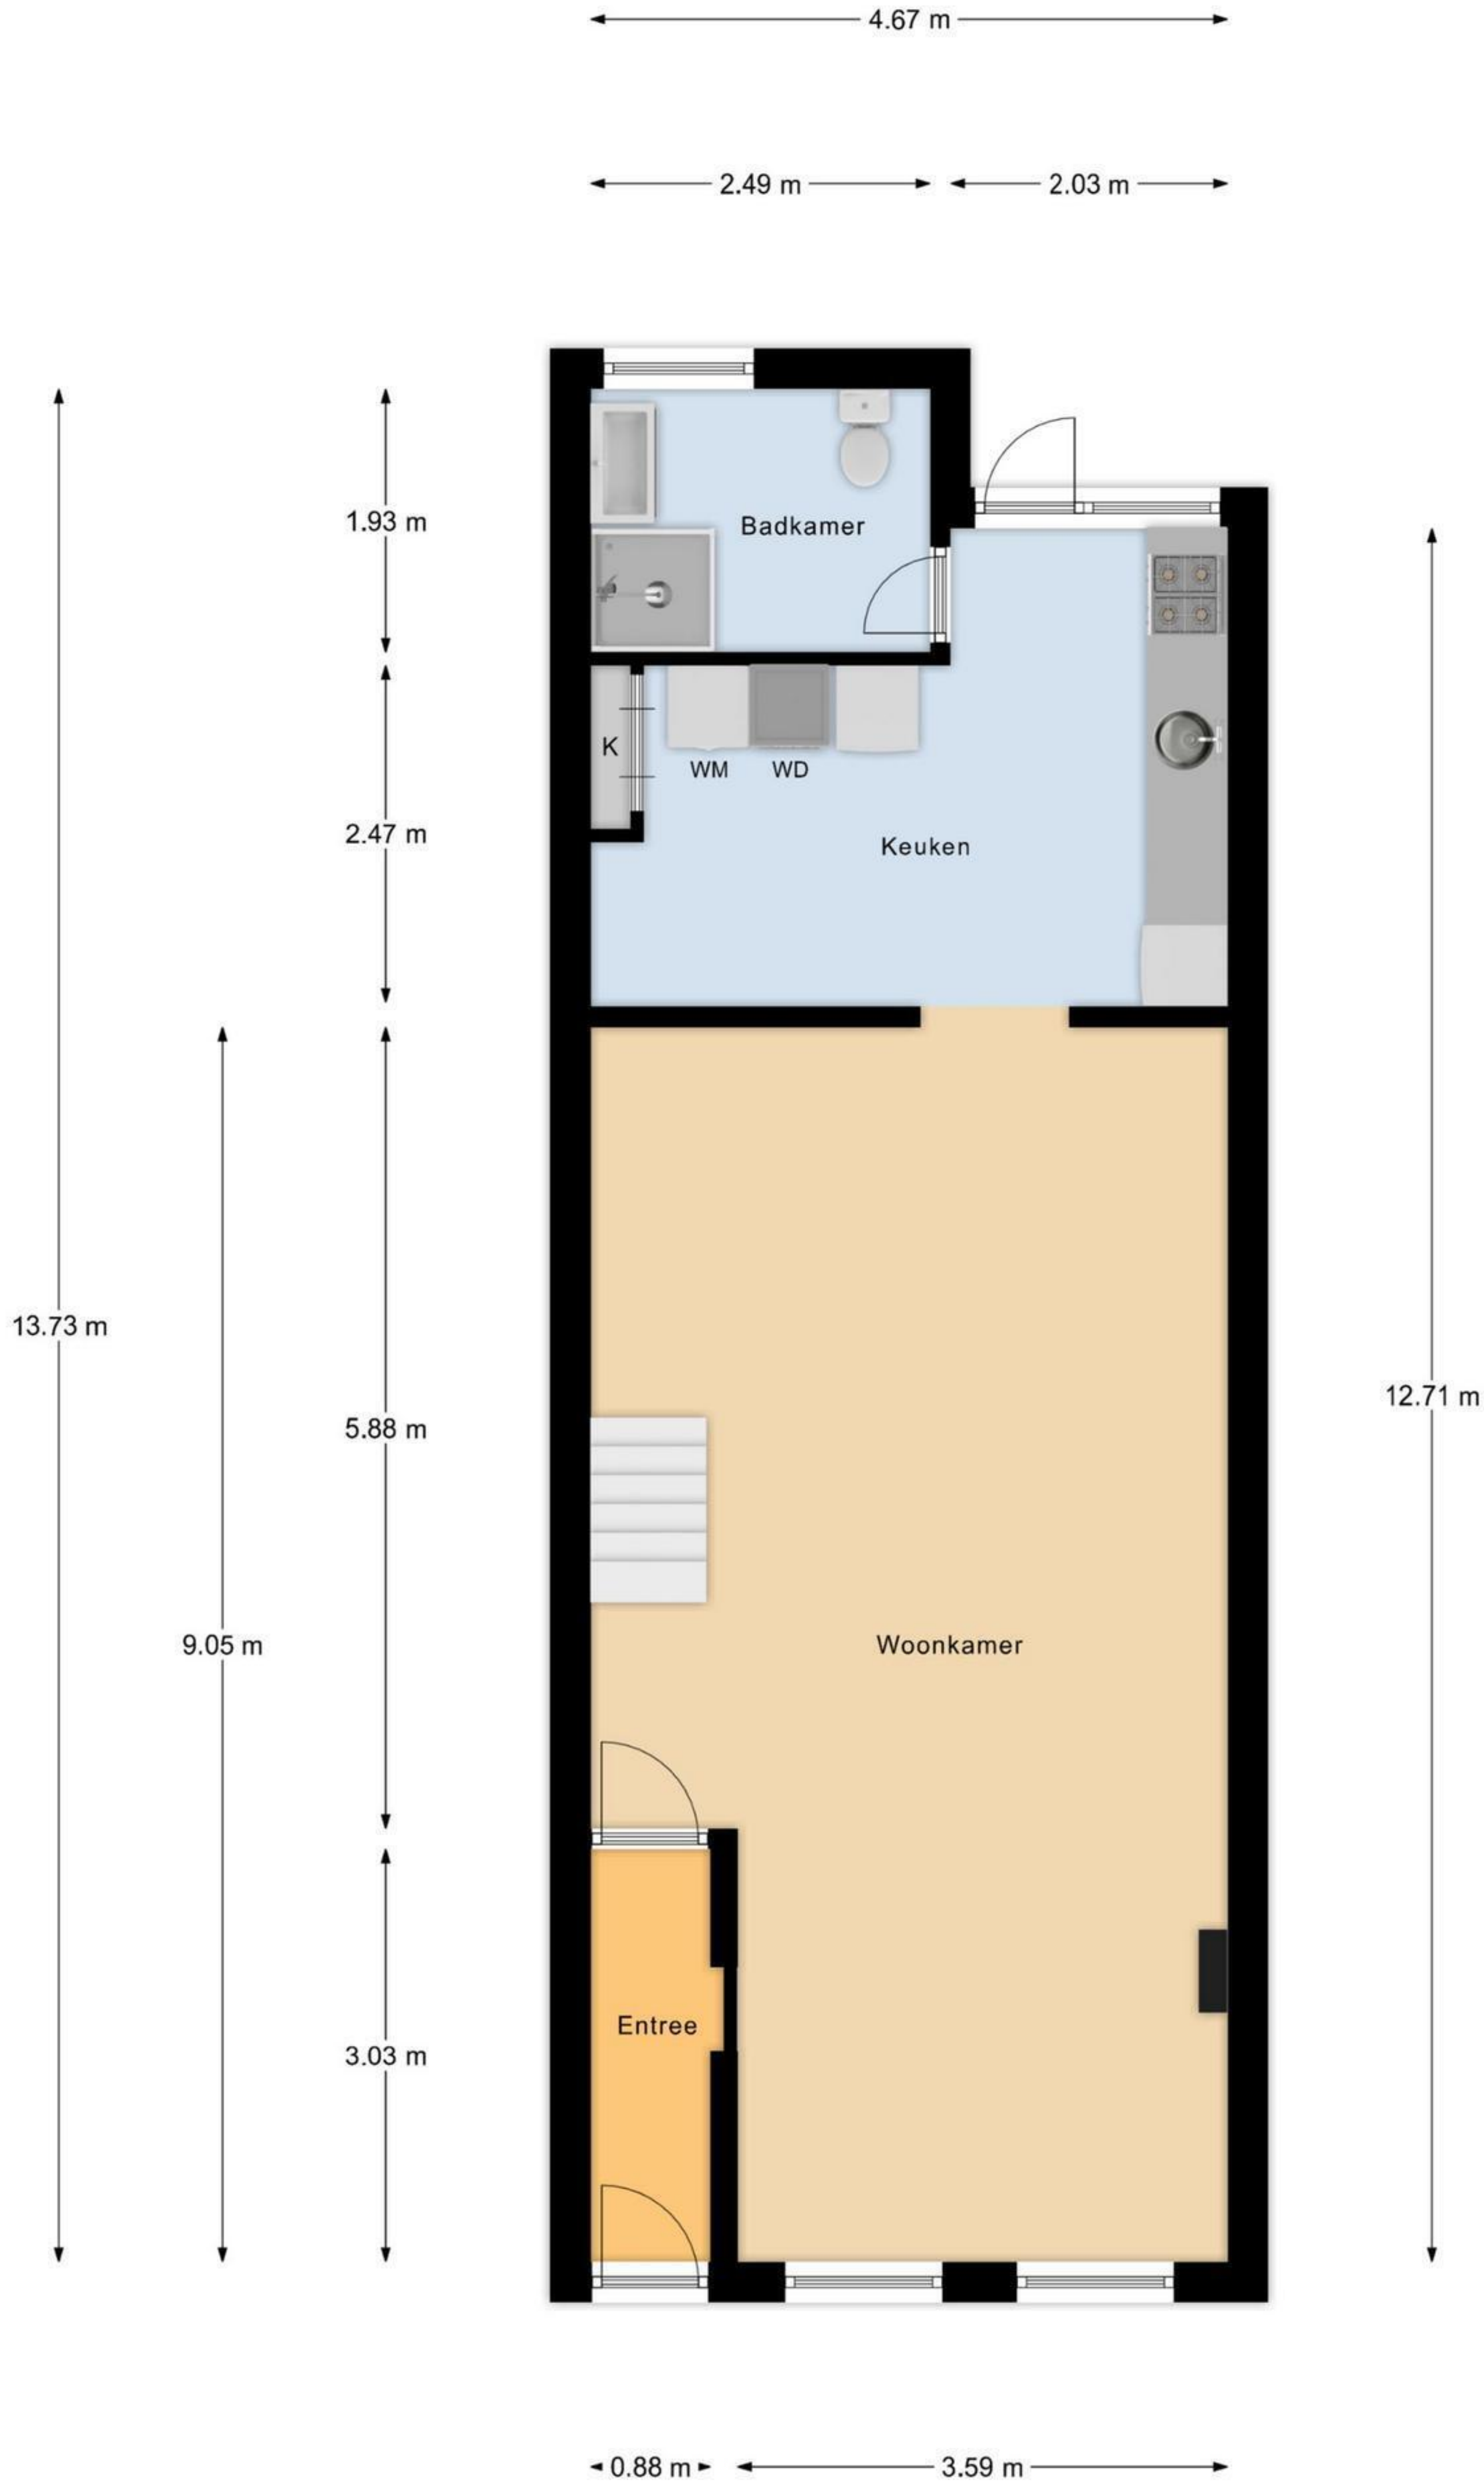 4.67 m
2.49 m
2.03 m
1.93 m
Badkamer
K
WM
WD
2.47 m
Keuken
13.73 m
12.71 m
5.88 m
9.05 m
Woonkamer
Entree
3.03 m
0.88 m
3.59 m